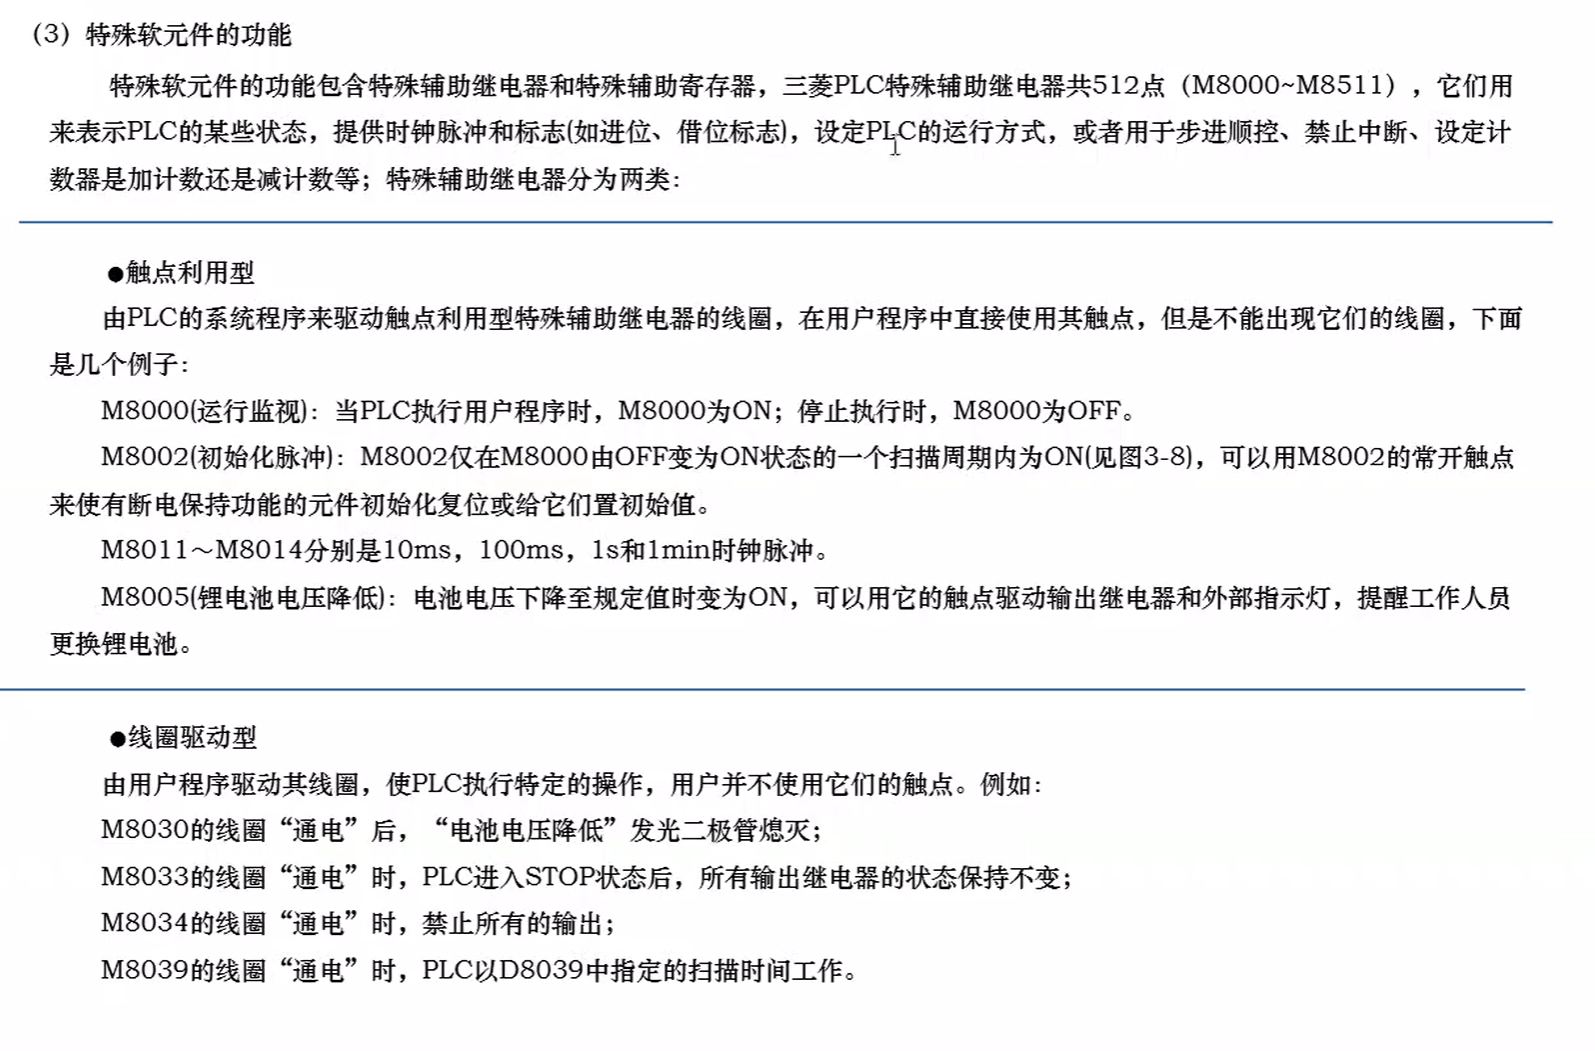 （3）特殊软元件的功能
特殊软元件的功能包含特殊辅助继电器和特殊辅助寄存器，三菱PLC特殊辅助继电器共512点（M8000~M8511），它们用
来表示PLC的某些状态，提供时钟脉冲和标志(如进位、借位标志)，设定PLC的运行方式，或者用于步进顺控、禁止中断、设定计
数器是加计数还是减计数等；特殊辅助继电器分为两类：
●触点利用型
由PLC的系统程序来驱动触点利用型特殊辅助继电器的线圈，在用户程序中直接使用其触点，但是不能出现它们的线圈，下面
是几个例子：
M8000(运行监视)：当PLC执行用户程序时，M8000为ON；停止执行时，M8000为OFF。
M8002(初始化脉冲)：M8002仅在M8000由OFF变为ON状态的一个扫描周期内为ON(见图3-8)，可以用M8002的常开触点
来使有断电保持功能的元件初始化复位或给它们置初始值。
M8011～M8014分别是10ms，100ms，1s和1min时钟脉冲。
M8005(锂电池电压降低)：电池电压下降至规定值时变为ON，可以用它的触点驱动输出继电器和外部指示灯，提醒工作人员
更换锂电池。
●线圈驱动型
由用户程序驱动其线圈，使PLC执行特定的操作，用户并不使用它们的触点。例如：
M8030的线圈“通电”后，“电池电压降低”发光二极管熄灭；
M8033的线圈“通电”时，PLC进入STOP状态后，所有输出继电器的状态保持不变；
M8034的线圈“通电”时，禁止所有的输出；
M8039的线圈“通电”时，PLC以D8039中指定的扫描时间工作。